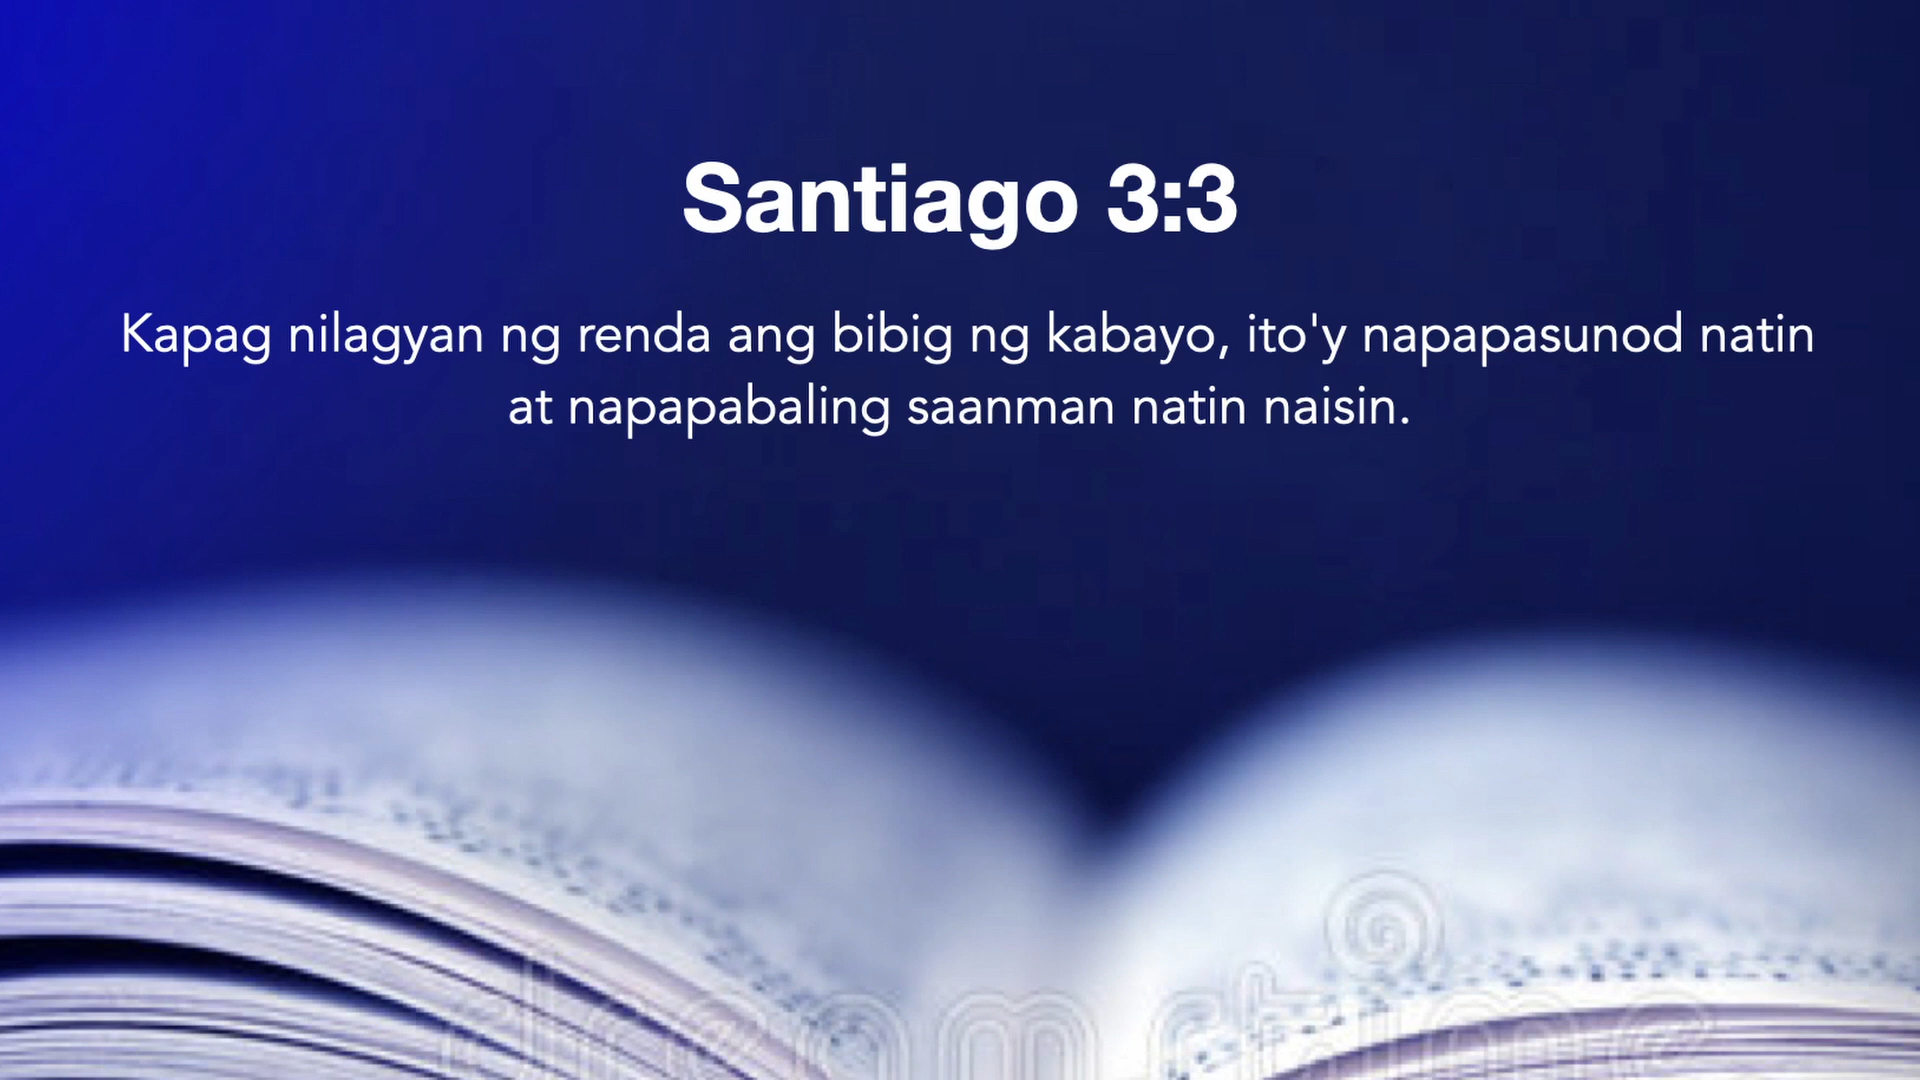 Santiago 3:3
Kapag nilagyan ng renda ang bibig ng kabayo, ito'y napapasunod natin
at napapabaling saanman natin naisin.
dreamstime